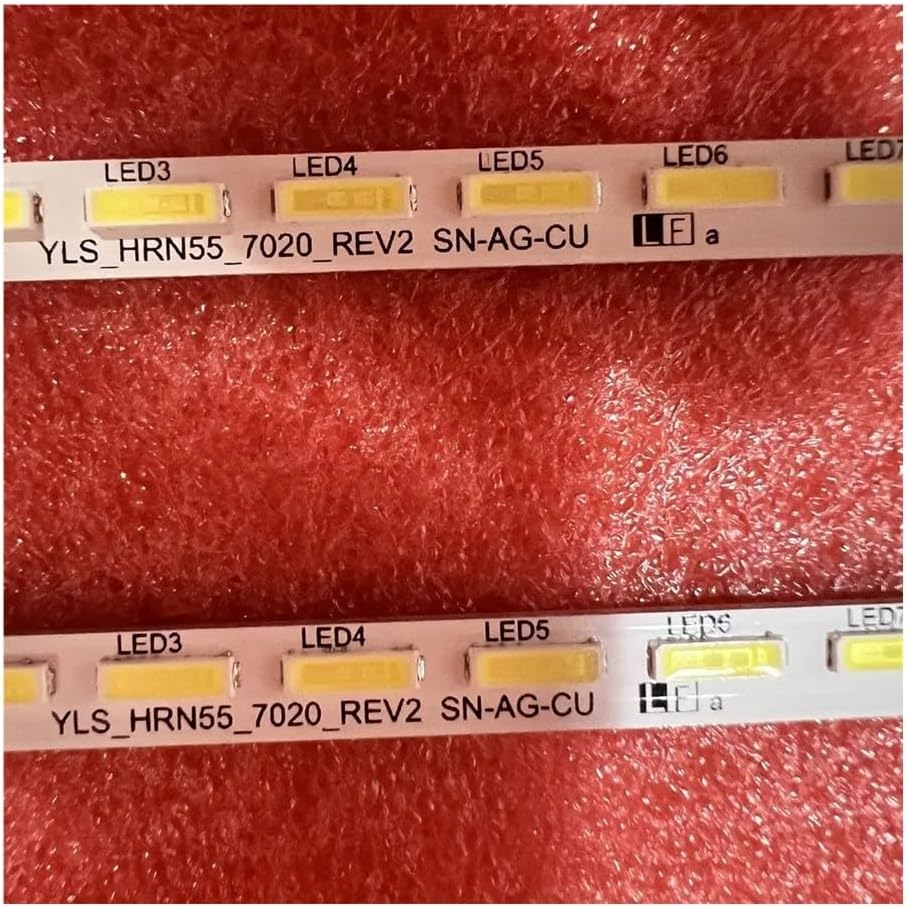 LED3 LED4 LED5 LED6 LED7
YLS_HRN55_7020_REV2 SN-AG-CU LF a
LED3 LED4 LED5 LED6 LED7
YLS_HRN55_7020_REV2 SN-AG-CU LF a